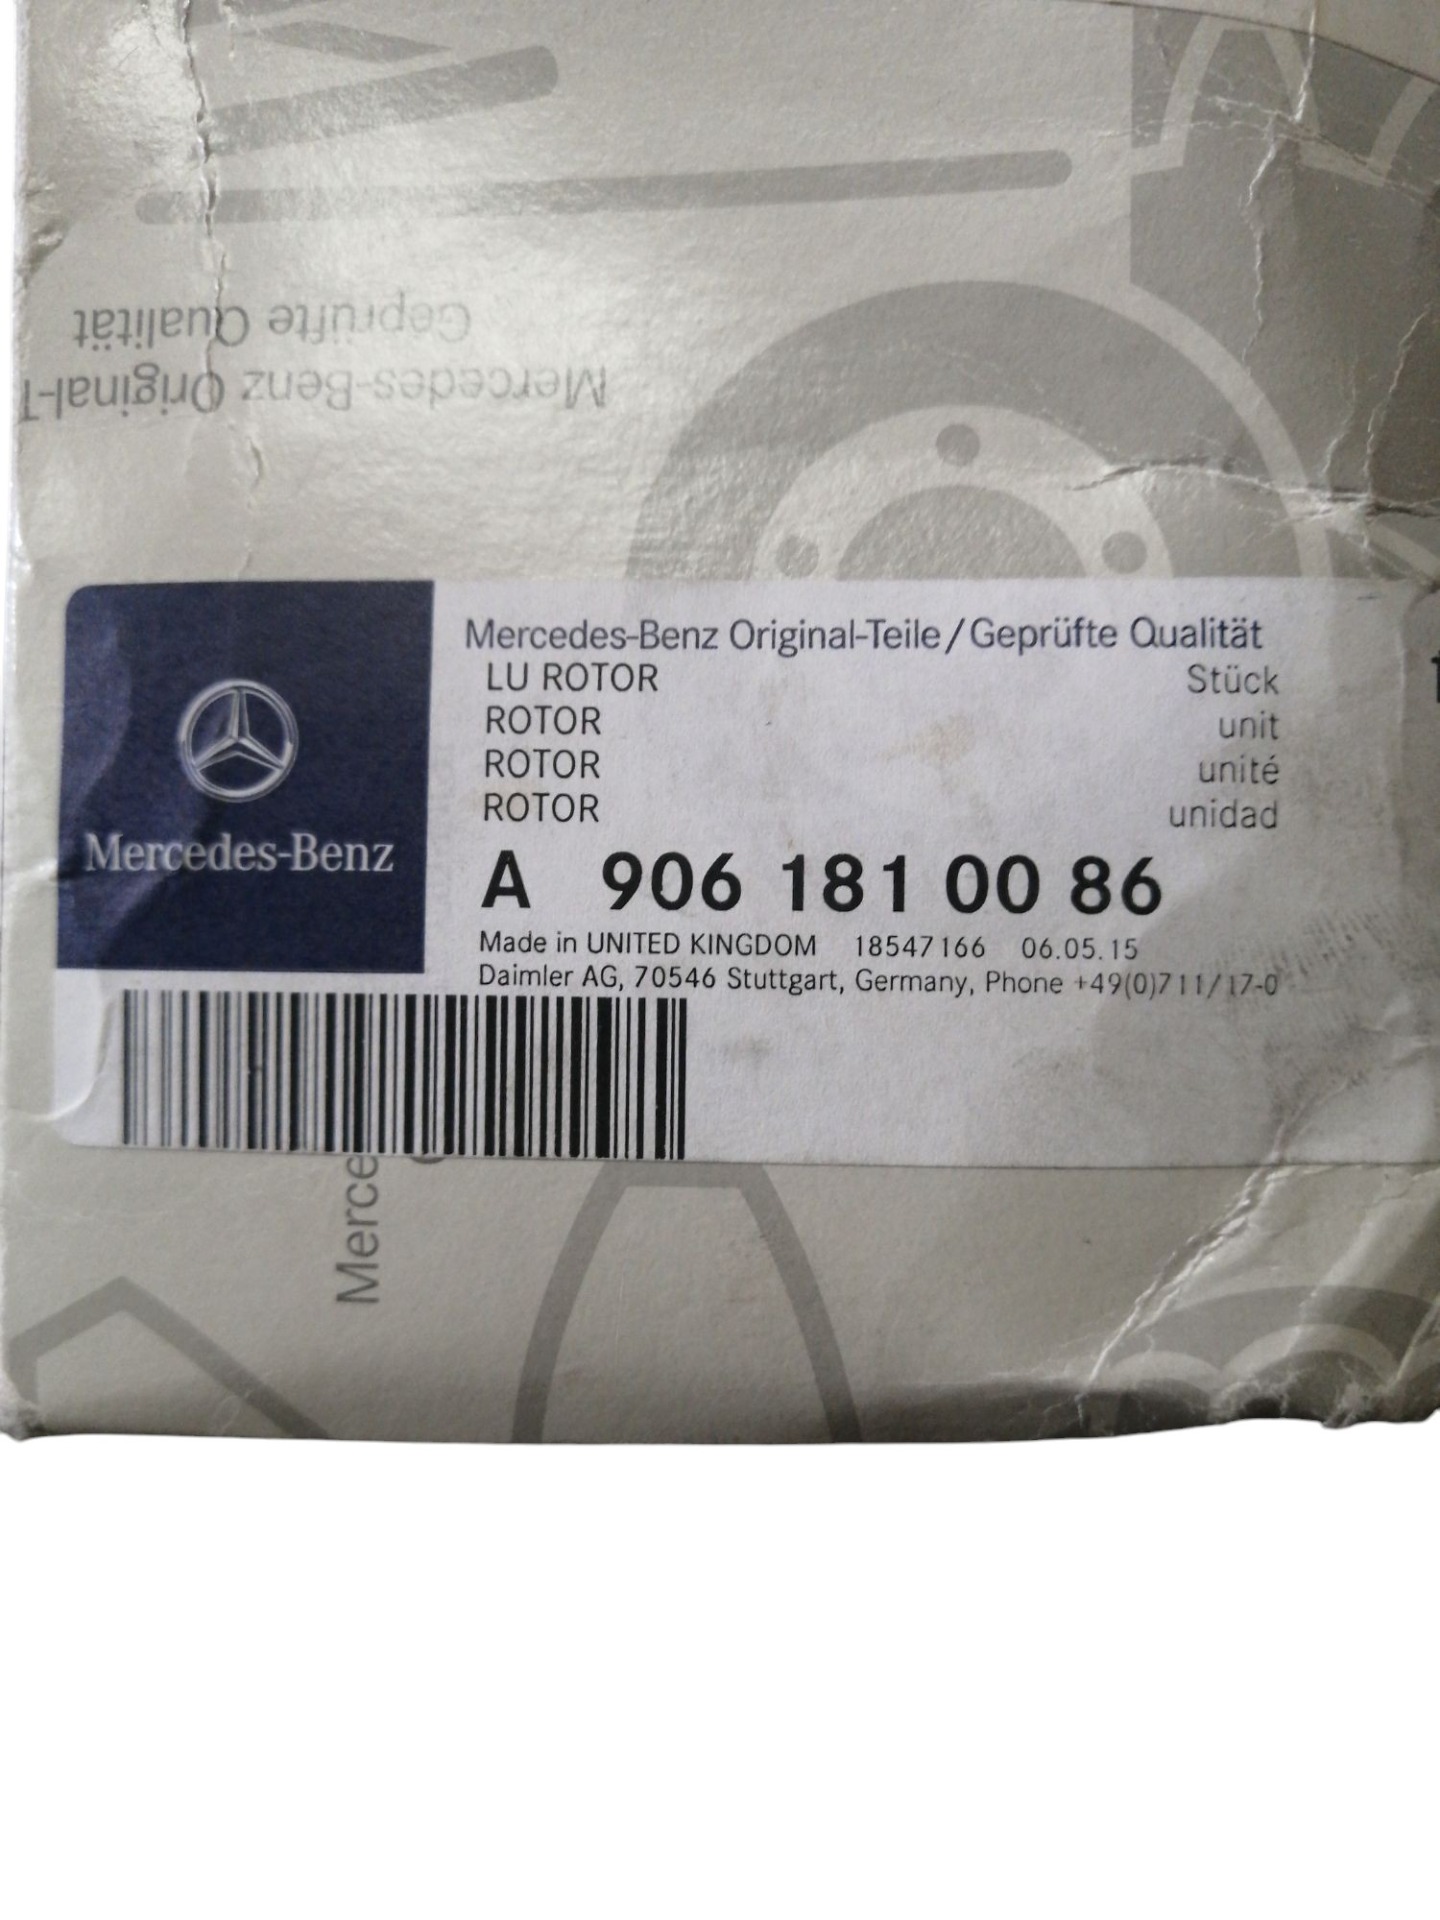 Geprüfte Qualität
Mercedes-Benz Original-T
Mercedes-Benz Original-Teile/Geprüfte Qualität
LU ROTOR Stück
ROTOR unit
ROTOR unité
ROTOR unidad
A 906 181 00 86
Made in UNITED KINGDOM 18547166 06.05.15
Daimler AG, 70546 Stuttgart, Germany, Phone +49(0)711/17-0
Mercedes-Benz
Merce